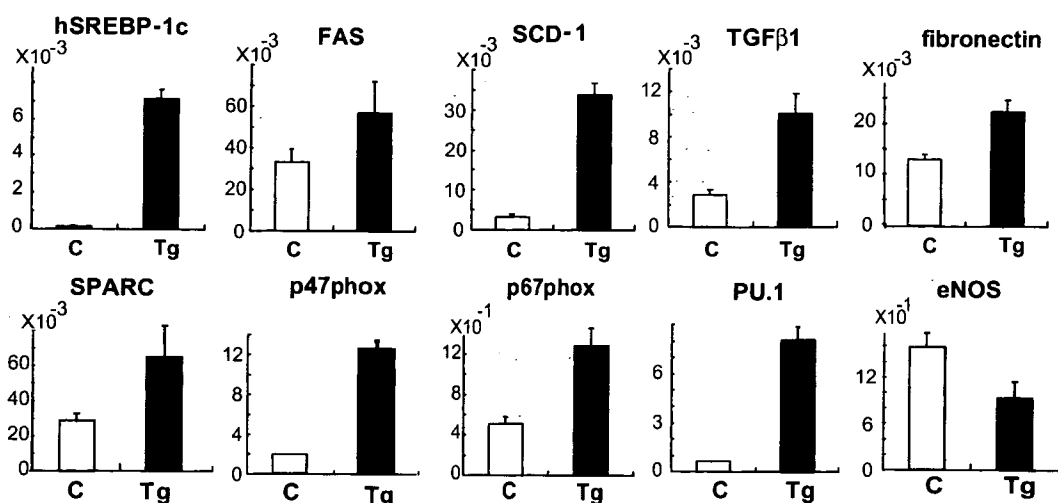 hSREBP-1c
X10⁻³
6
4
2
0
C Tg
FAS
X10⁻³
60
40
20
0
C Tg
SCD-1
X10⁻³
30
20
10
0
C Tg
TGFβ1
X10⁻³
12
8
4
0
C Tg
fibronectin
X10⁻³
20
10
0
C Tg
SPARC
X10⁻³
60
40
20
0
C Tg
p47phox
12
8
4
0
C Tg
p67phox
X10⁻¹
12
8
4
0
C Tg
PU.1
6
3
0
C Tg
eNOS
X10⁻¹
12
8
4
0
C Tg